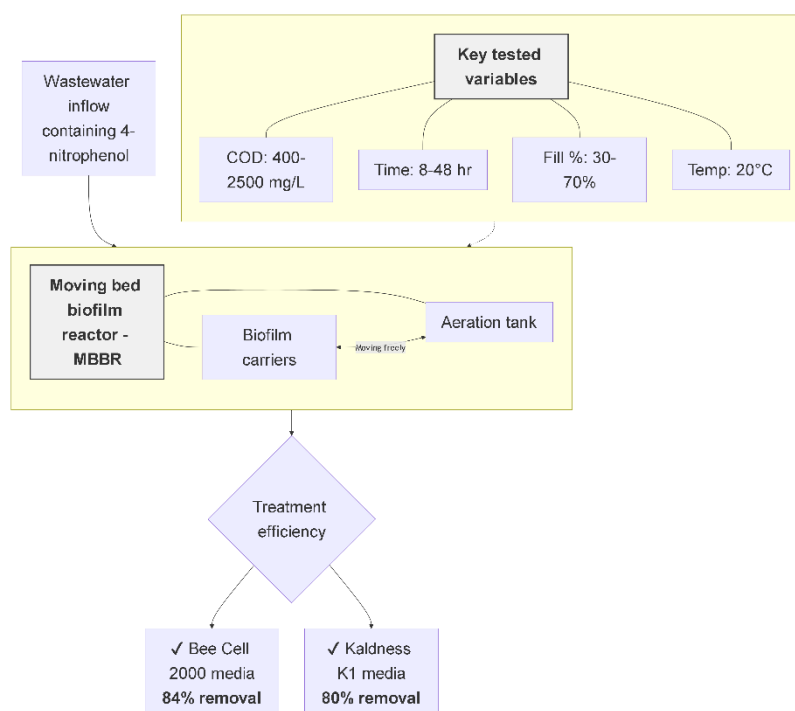 Key tested
variables
Wastewater
inflow
containing 4-
nitrophenol
COD: 400-
2500 mg/L
Time: 8-48 hr
Fill %: 30-
70%
Temp: 20°C
Moving bed
biofilm
reactor -
MBBR
Biofilm
carriers
Moving freely
Aeration tank
Treatment
efficiency
✓ Bee Cell
2000 media
84% removal
✓ Kaldness
K1 media
80% removal